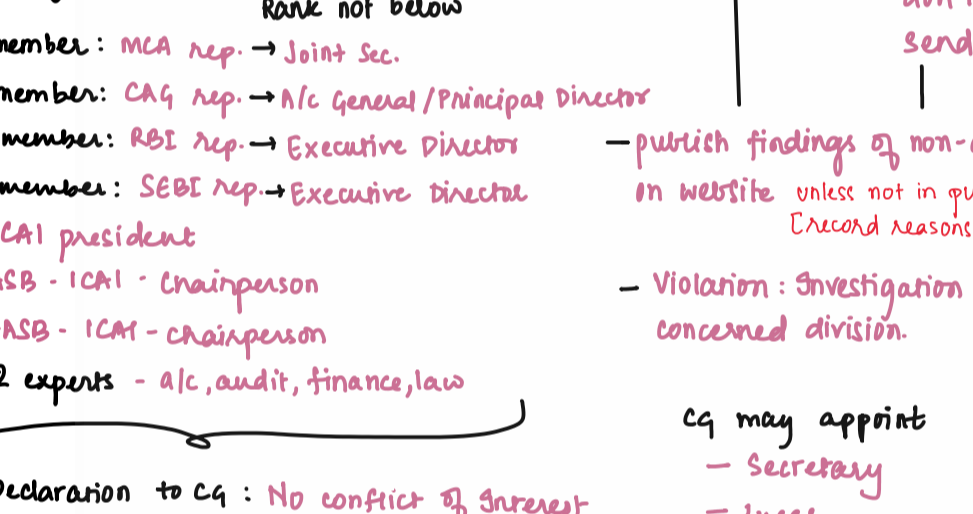 Rank not below
member: MCA rep. → Joint Sec.
member: CAG rep. → A/c General/Principal Director
member: RBI rep. → Executive Director
member: SEBI rep. → Executive Director
CAI president
SB - ICAI - Chairperson
ASB - ICAI - chairperson
2 experts - a/c, audit, finance, law
Declaration to CG : No conflict of Interest
send
- publish findings of non-
on website unless not in pu
[record reasons
- Violation : Investigation
concerned division.
CG may appoint
- Secretary